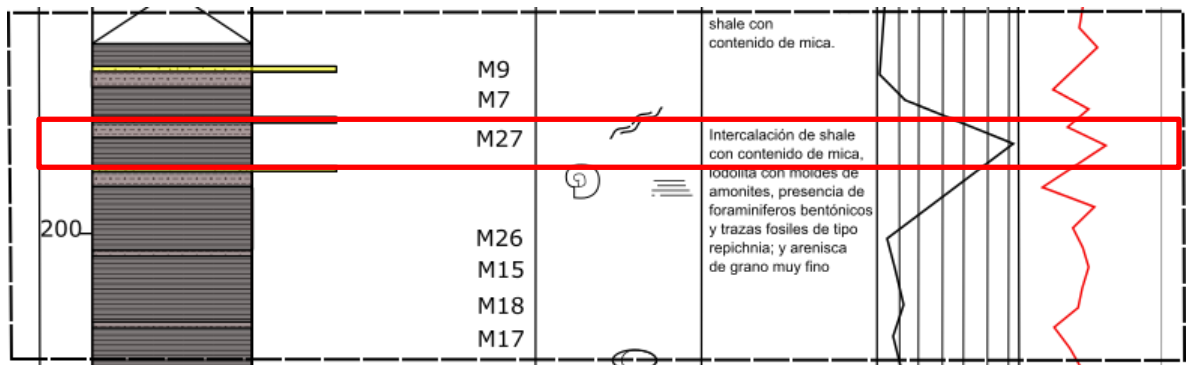 shale con
contenido de mica.
M9
M7
M27
Intercalación de shale
con contenido de mica,
lodolita con moldes de
amonites, presencia de
foraminiferos bentónicos
y trazas fosiles de tipo
repichnia; y arenisca
de grano muy fino
200
M26
M15
M18
M17